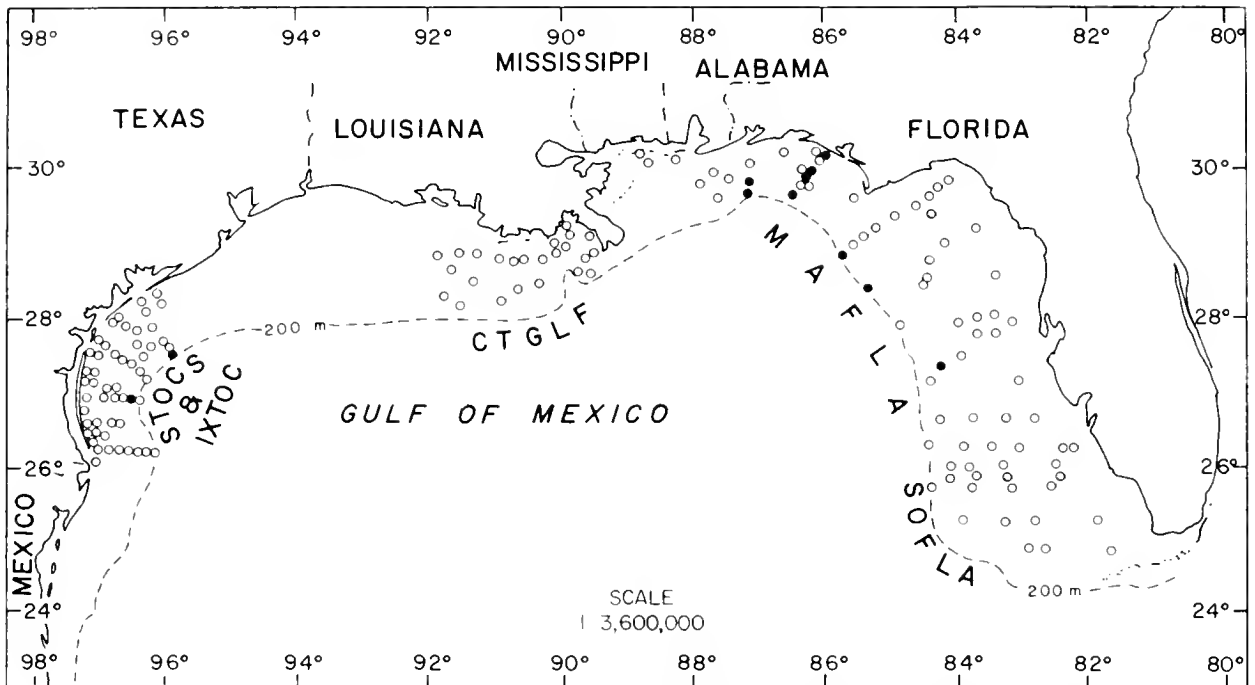 98° 96° 94° 92° 90° 88° 86° 84° 82° 80°
MISSISSIPPI
ALABAMA
TEXAS
LOUISIANA
FLORIDA
30° 30°
MAFLA
28° 28°
200 m
CTGLF
STOCS
&
IXTOC
GULF OF MEXICO
26° 26°
SOFLA
MEXICO
200 m
SCALE
1 3,600,000
24° 24°
98° 96° 94° 92° 90° 88° 86° 84° 82° 80°